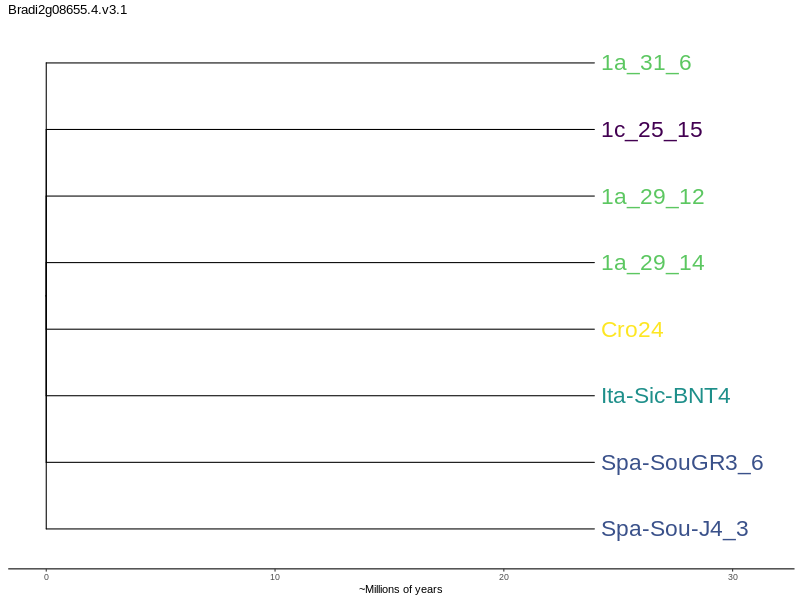 Bradi2g08655.4.v3.1
1a_31_6
1c_25_15
1a_29_12
1a_29_14
Cro24
Ita-Sic-BNT4
Spa-SouGR3_6
Spa-Sou-J4_3
0 10 20 30
~Millions of years